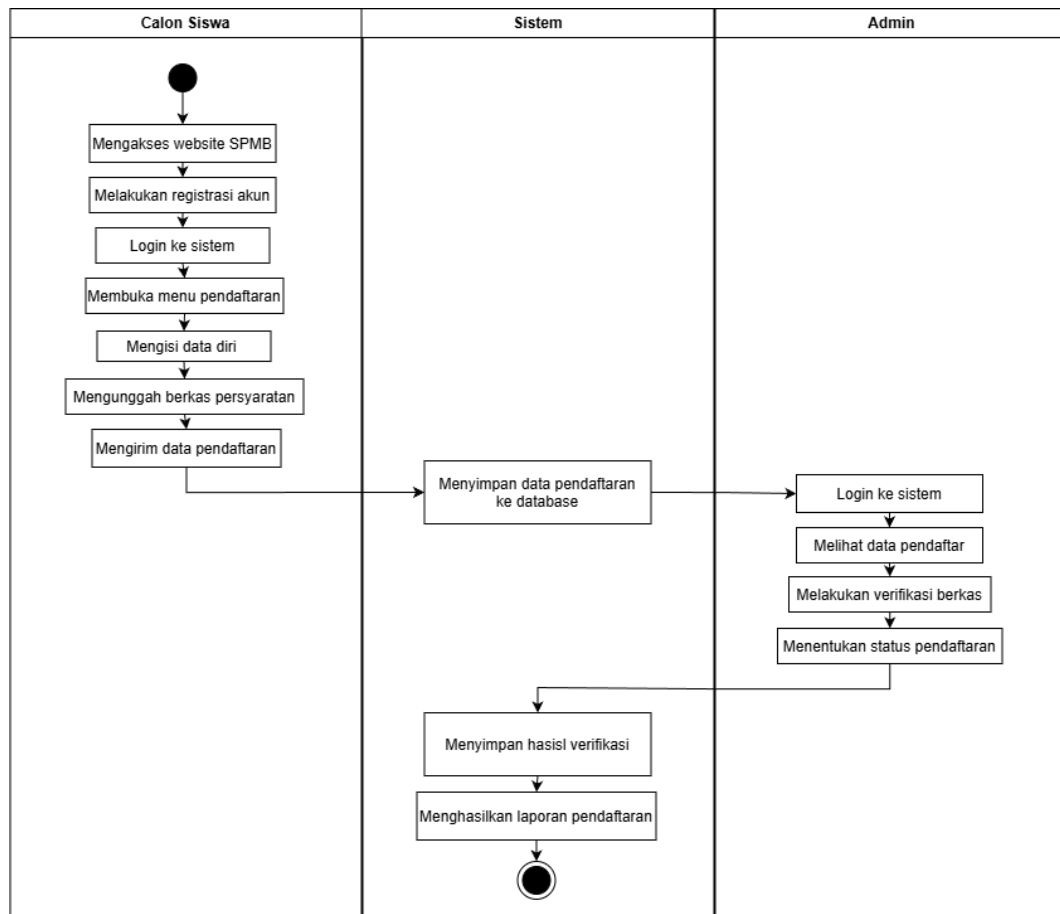 Calon Siswa
Sistem
Admin
Mengakses website SPMB
Melakukan registrasi akun
Login ke sistem
Membuka menu pendaftaran
Mengisi data diri
Mengunggah berkas persyaratan
Mengirim data pendaftaran
Menyimpan data pendaftaran
ke database
Login ke sistem
Melihat data pendaftar
Melakukan verifikasi berkas
Menentukan status pendaftaran
Menyimpan hasisl verifikasi
Menghasilkan laporan pendaftaran